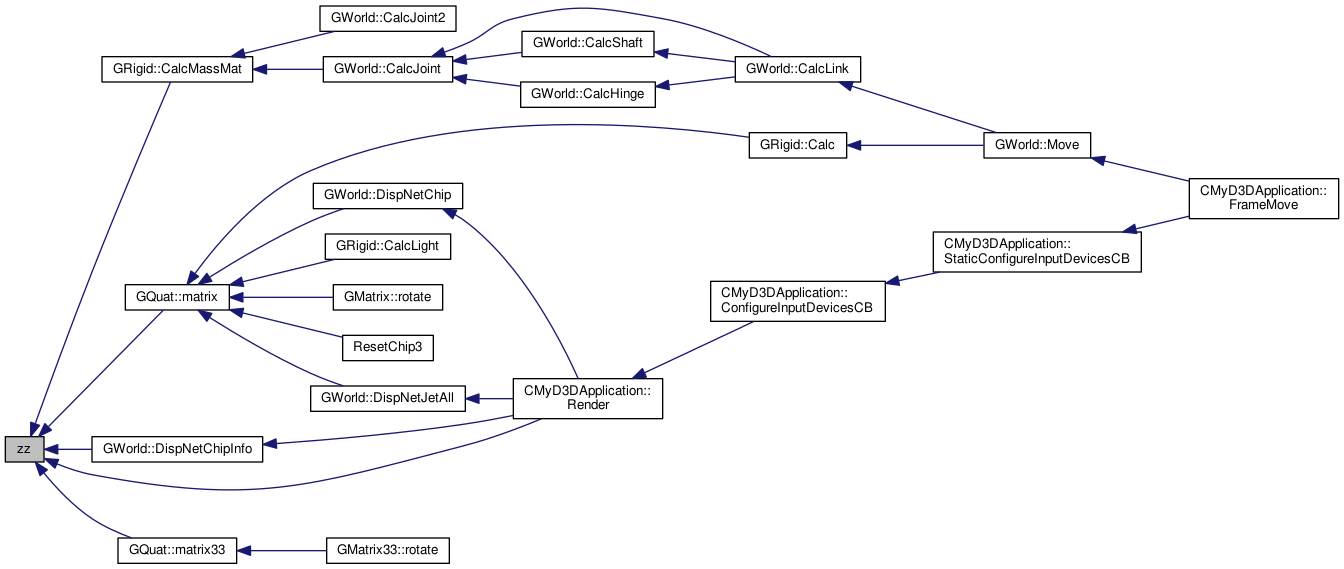 GWorld::CalcJoint2
GRigid::CalcMassMat
GWorld::CalcJoint
GWorld::CalcShaft
GWorld::CalcHinge
GWorld::CalcLink
GRigid::Calc
GWorld::Move
CMyD3DApplication::
FrameMove
GWorld::DispNetChip
GRigid::CalcLight
CMyD3DApplication::
StaticConfigureInputDevicesCB
GQuat::matrix
GMatrix::rotate
CMyD3DApplication::
ConfigureInputDevicesCB
ResetChip3
GWorld::DispNetJetAll
CMyD3DApplication::
Render
zz
GWorld::DispNetChipInfo
GQuat::matrix33
GMatrix33::rotate